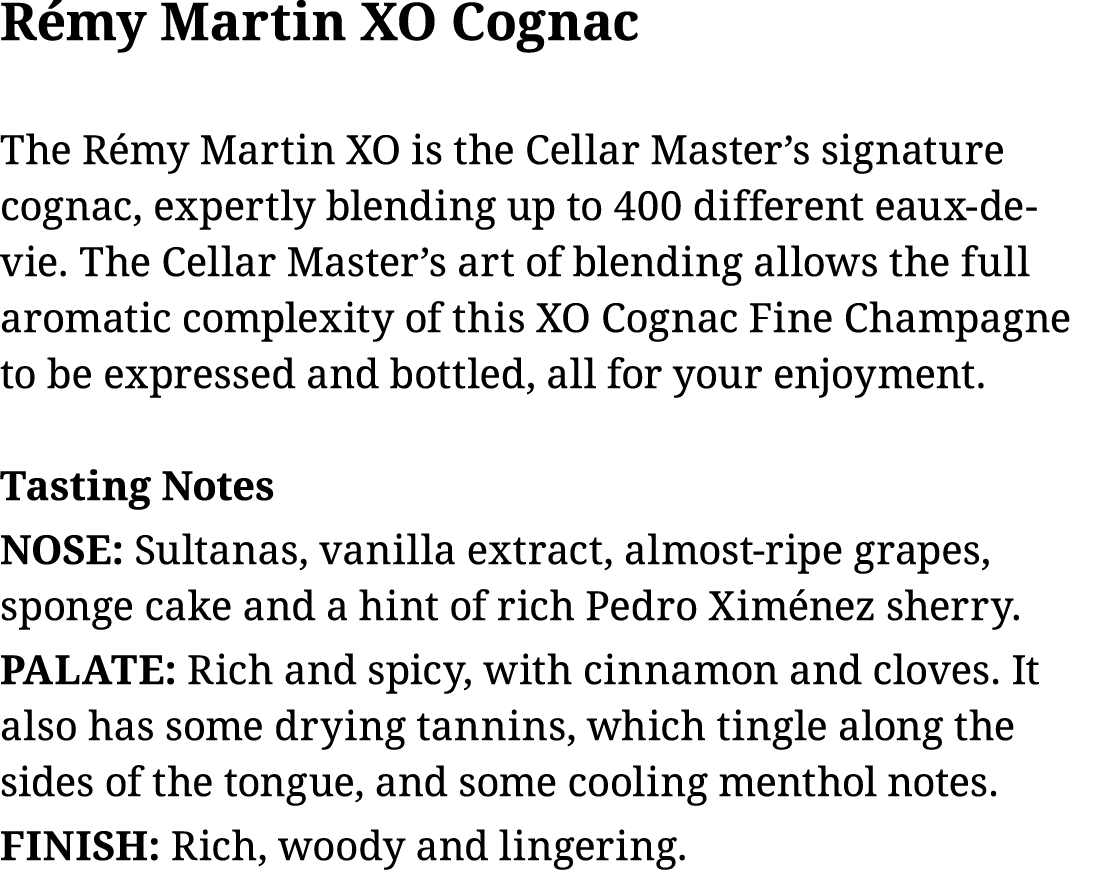 Rémy Martin XO Cognac
The Rémy Martin XO is the Cellar Master’s signature
cognac, expertly blending up to 400 different eaux-de-
vie. The Cellar Master’s art of blending allows the full
aromatic complexity of this XO Cognac Fine Champagne
to be expressed and bottled, all for your enjoyment.
Tasting Notes
NOSE: Sultanas, vanilla extract, almost-ripe grapes,
sponge cake and a hint of rich Pedro Ximénez sherry.
PALATE: Rich and spicy, with cinnamon and cloves. It
also has some drying tannins, which tingle along the
sides of the tongue, and some cooling menthol notes.
FINISH: Rich, woody and lingering.